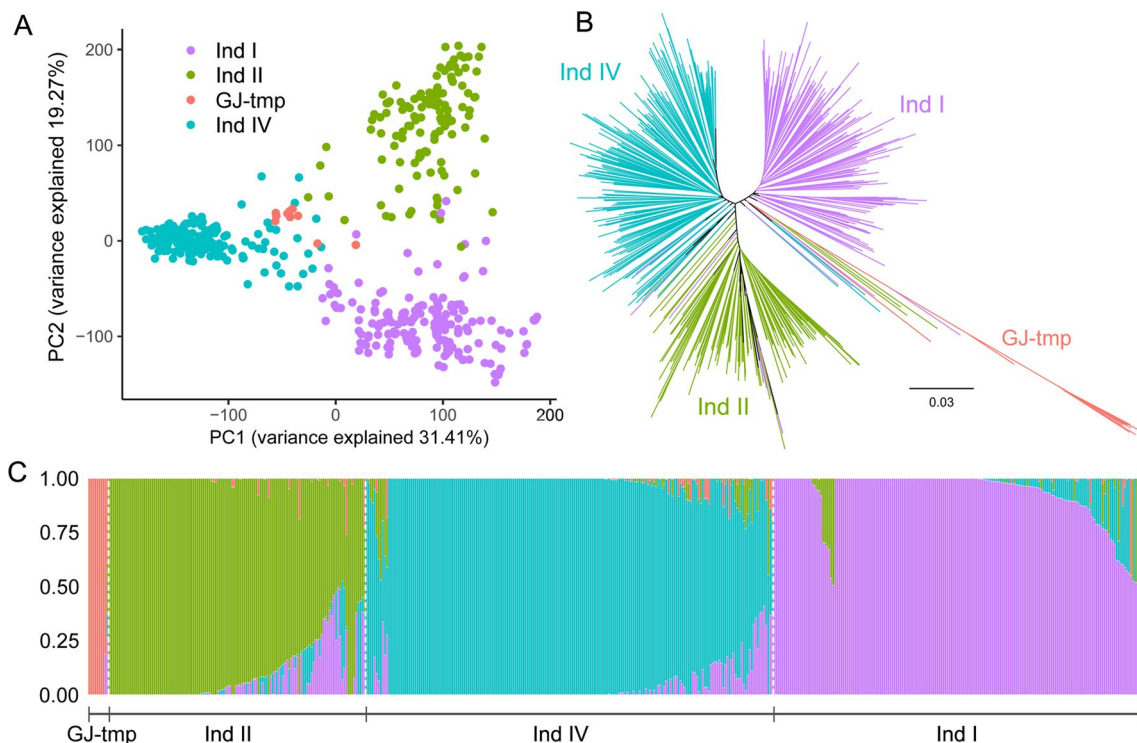 A
PC2 (variance explained 19.27%)
200
100
0
−100
Ind I
Ind II
GJ-tmp
Ind IV
−100
0
100
200
PC1 (variance explained 31.41%)
B
Ind IV
Ind I
GJ-tmp
Ind II
0.03
C
1.00
0.75
0.50
0.25
0.00
GJ-tmp
Ind II
Ind IV
Ind I